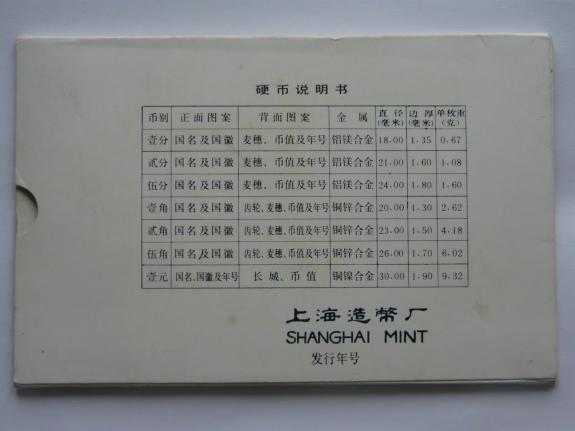 硬币说明书
币别 正面图案 背面图案 金属 直径(毫米) 边厚(毫米) 单枚重(克)
壹分 国名及国徽 麦穗、币值及年号 铝镁合金 18.00 1.35 0.67
贰分 国名及国徽 麦穗、币值及年号 铝镁合金 21.00 1.60 1.08
伍分 国名及国徽 麦穗、币值及年号 铝镁合金 24.00 1.80 1.60
壹角 国名及国徽 齿轮、麦穗、币值及年号 铜锌合金 20.00 1.30 2.62
贰角 国名及国徽 齿轮、麦穗、币值及年号 铜锌合金 23.00 1.50 4.18
伍角 国名及国徽 齿轮、麦穗、币值及年号 铜锌合金 26.00 1.70 6.02
壹元 国名、国徽及年号 长城、币值 铜镍合金 30.00 1.90 9.32
上海造幣厂
SHANGHAI MINT
发行年号